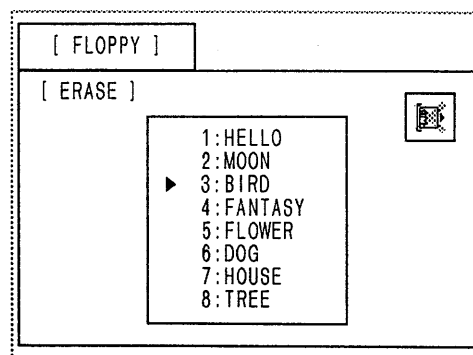 [ FLOPPY ]
[ ERASE ]
1:HELLO
2:MOON
▶ 3:BIRD
4:FANTASY
5:FLOWER
6:DOG
7:HOUSE
8:TREE